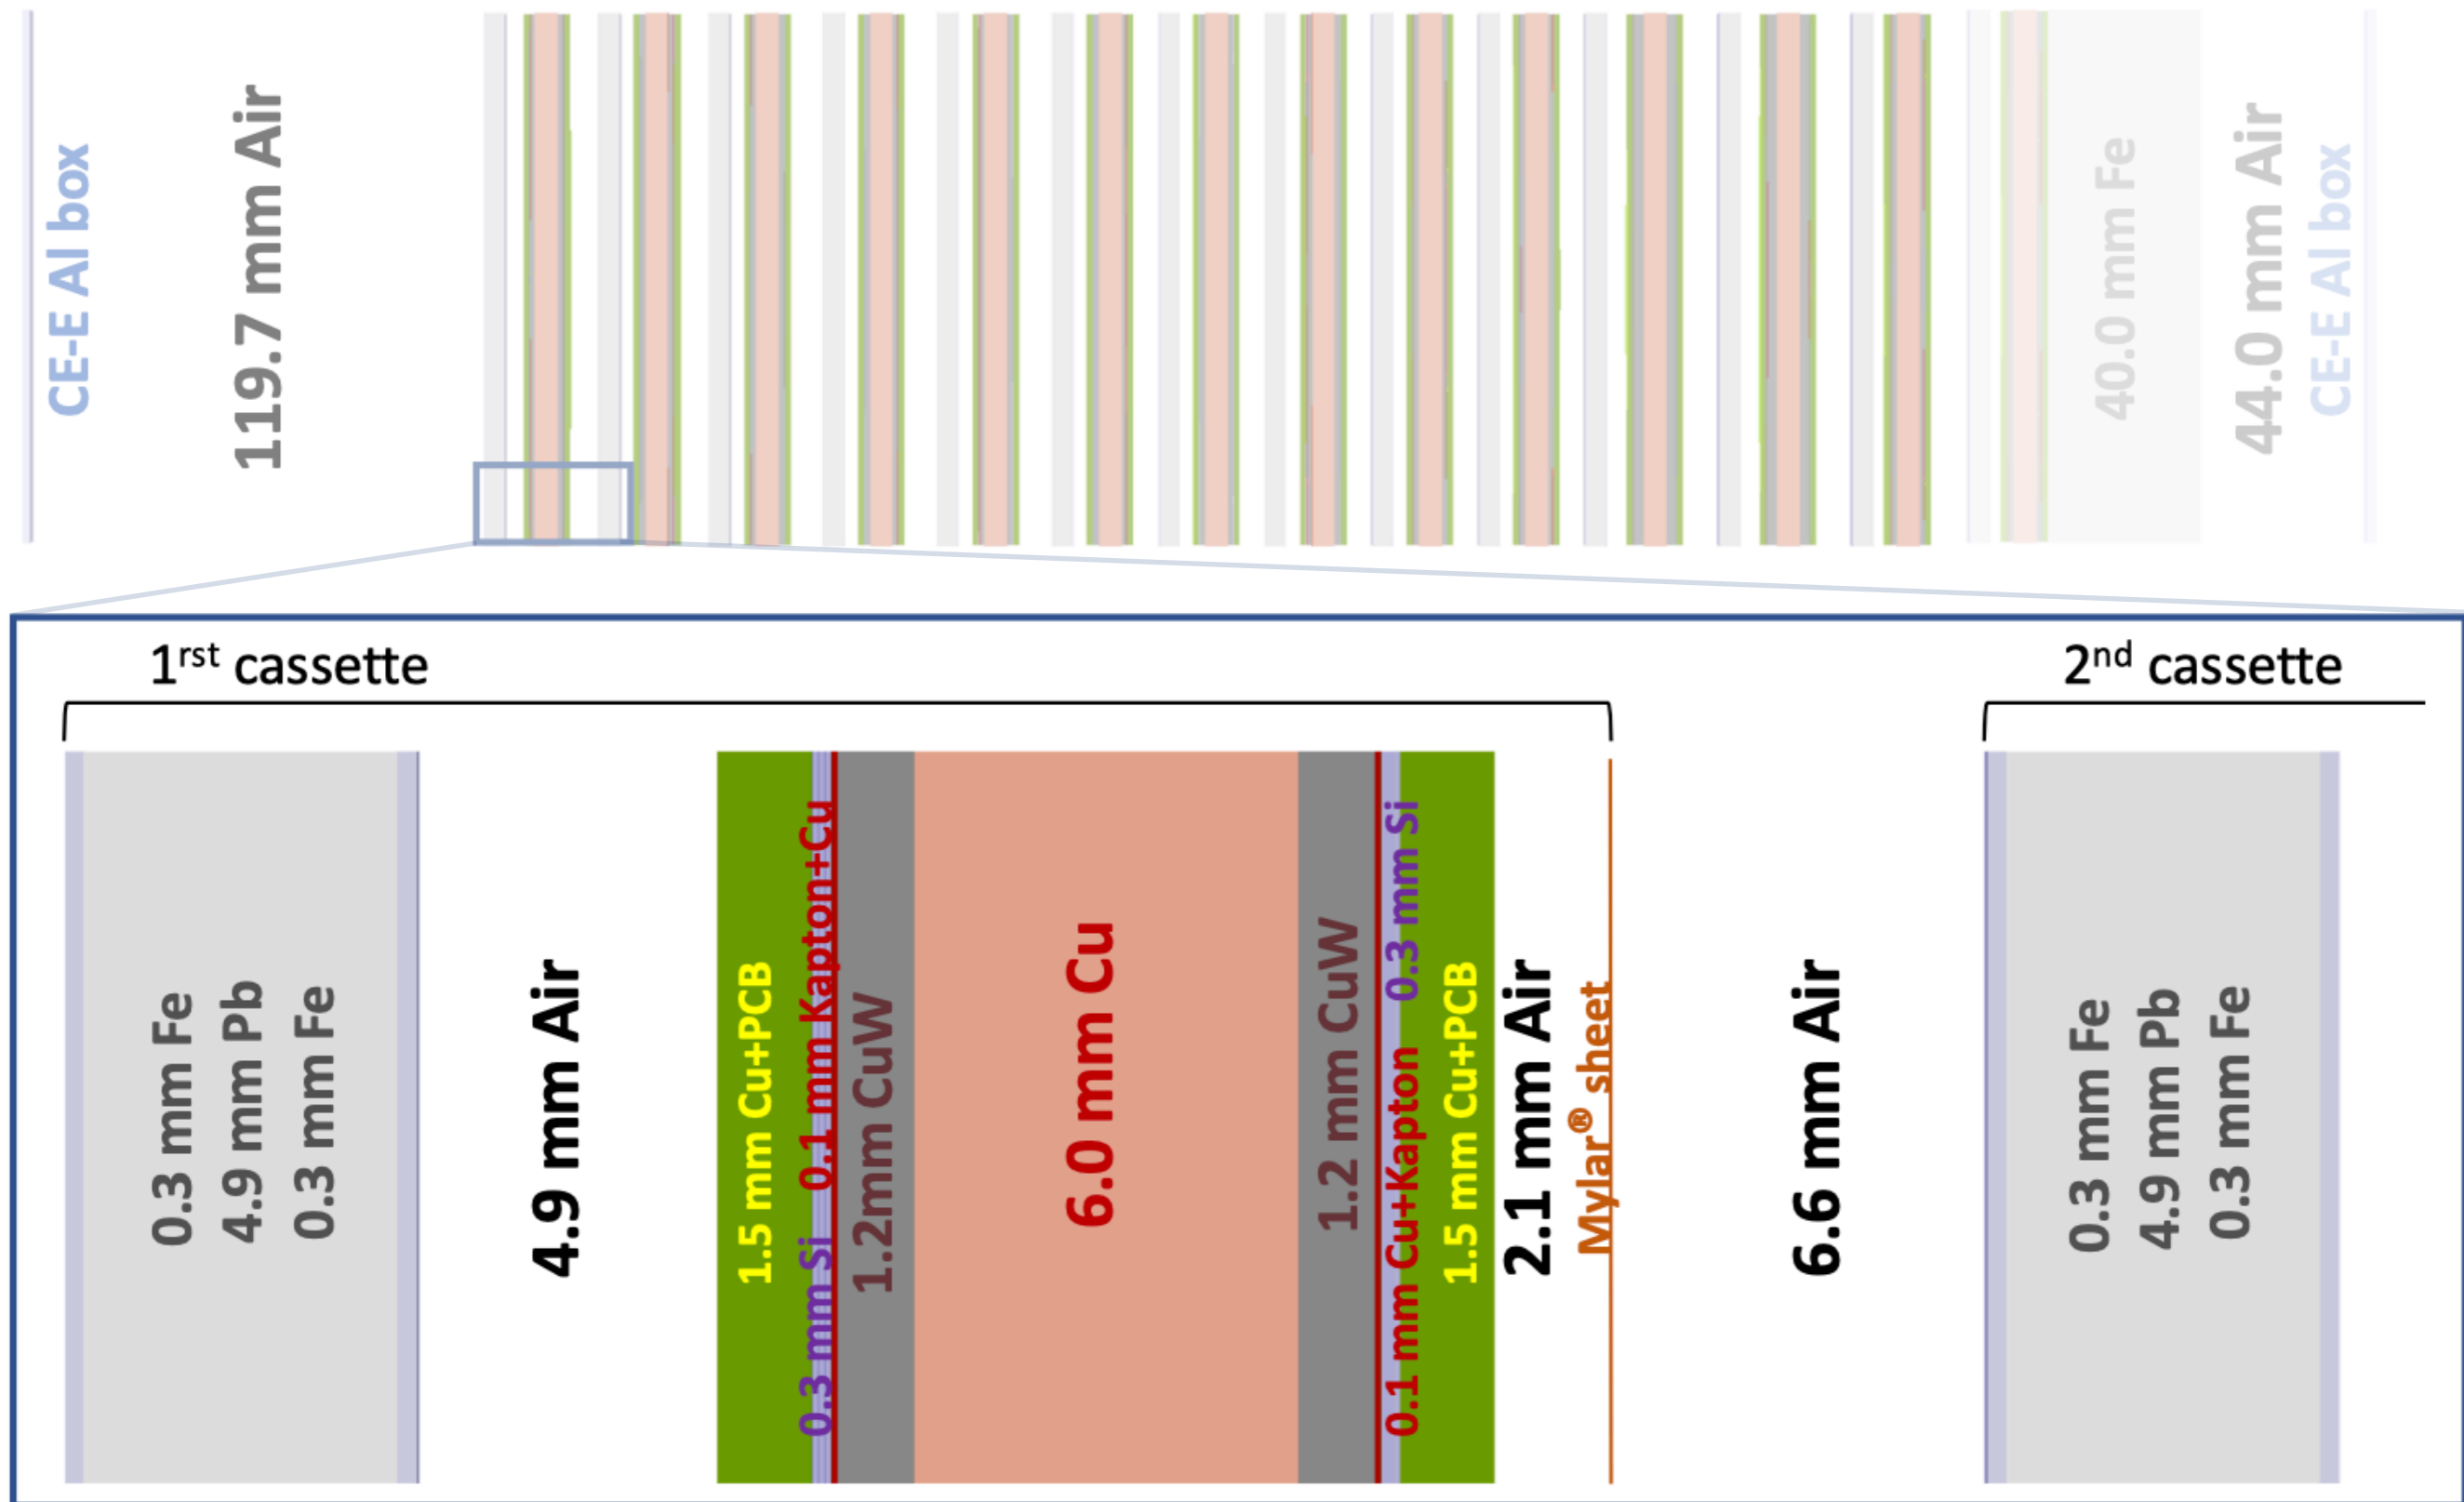 CE-E Al box
119.7 mm Air
40.0 mm Fe
44.0 mm Air
CE-E Al box
1rst cassette
2nd cassette
0.3 mm Fe
4.9 mm Pb
0.3 mm Fe
4.9 mm Air
1.5 mm Cu+PCB
0.3 mm Si
0.1 mm Kapton+Cu
1.2mm CuW
6.0 mm Cu
1.2 mm CuW
0.1 mm Cu+Kapton
0.3 mm Si
1.5 mm Cu+PCB
2.1 mm Air
Mylar® sheet
6.6 mm Air
0.3 mm Fe
4.9 mm Pb
0.3 mm Fe